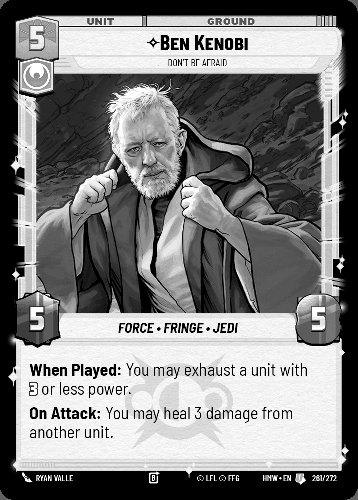 UNIT
GROUND
5
BEN KENOBI
DON'T BE AFRAID
5
5
FORCE • FRINGE • JEDI
When Played: You may exhaust a unit with
3 or less power.
On Attack: You may heal 3 damage from
another unit.
RYAN VALLE
© LFL © FFG
HMW • EN
261/272